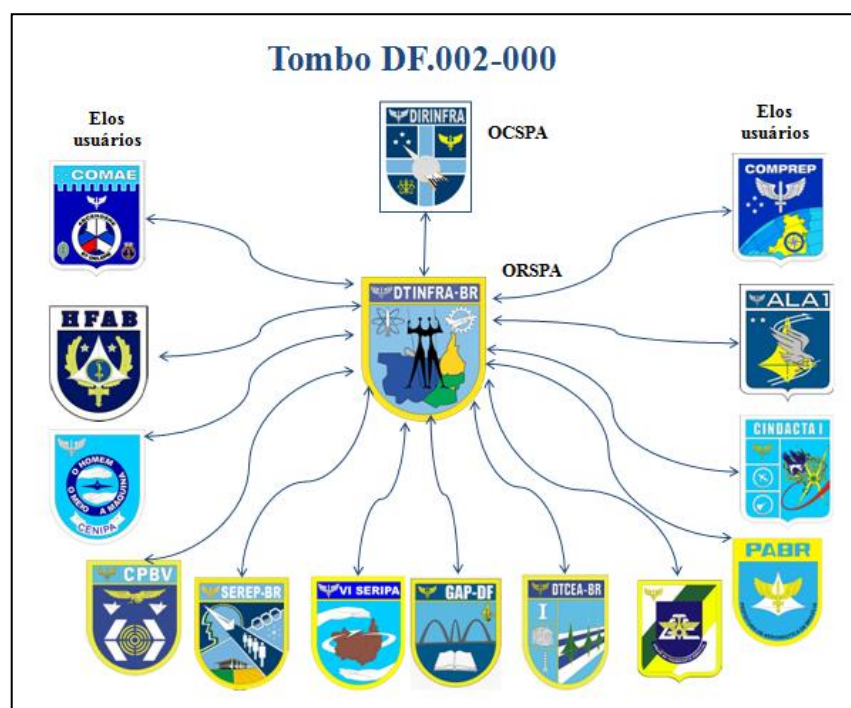 Tombo DF.002-000
Elos
usuários
OCSPA
Elos
usuários
DIRINFRA
COMAE
COMPREP
ORSPA
DTINFRA-BR
HFAB
ALA1
CINDACTA I
O HOMEM
O MEIO A MAQUINA
CENIPA
PABR
CPBV
SEREP-BR
VI SERIPA
GAP-DF
DTCEA-BR
I